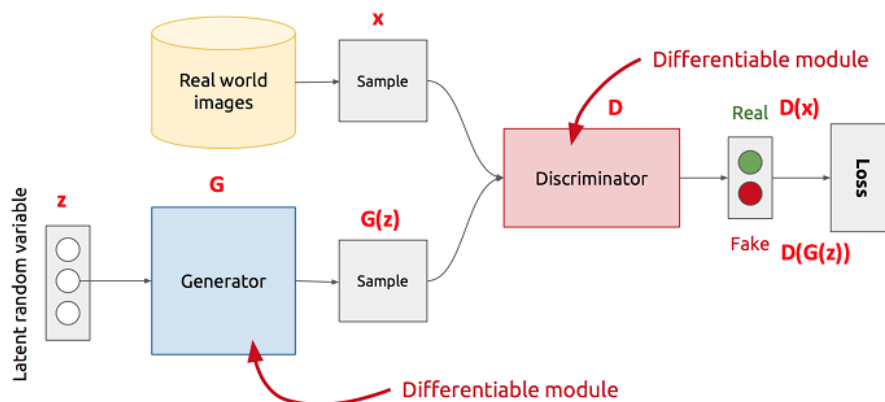 x
Real world
images
Sample
Differentiable module
D
Discriminator
Real
D(x)
Fake
D(G(z))
Loss
z
Latent random variable
G
Generator
G(z)
Sample
Differentiable module